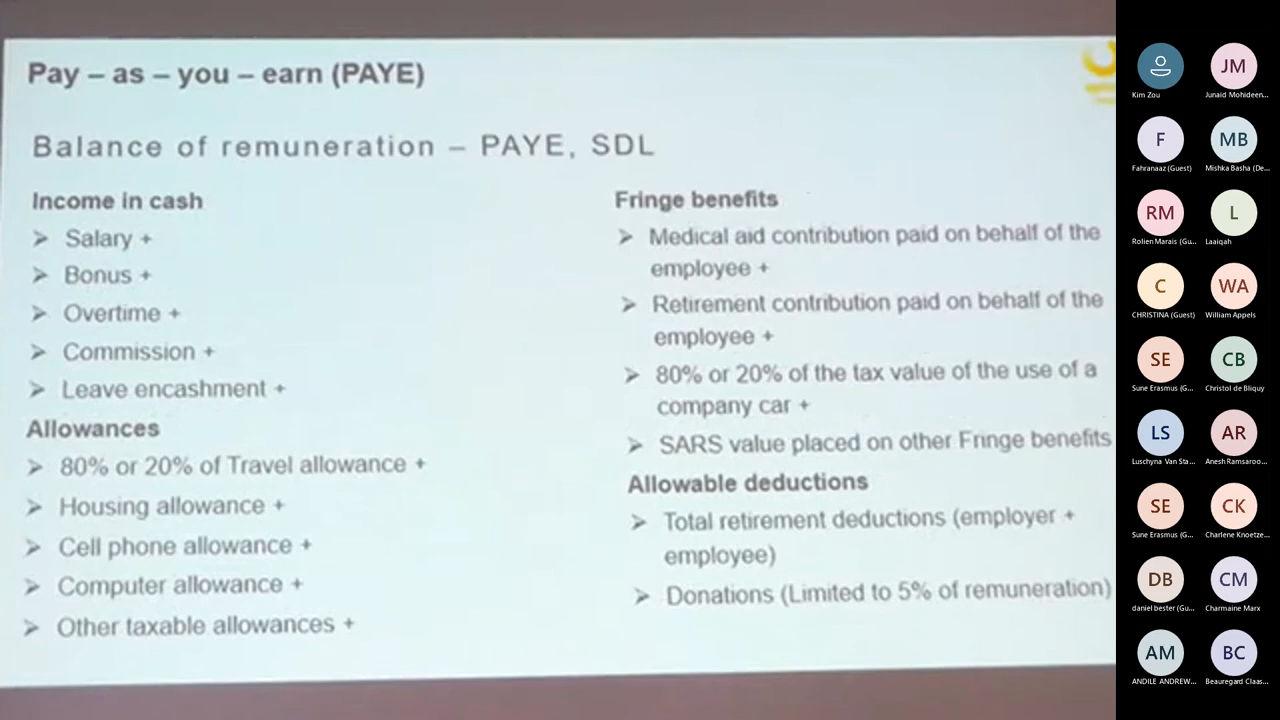 Pay – as – you – earn (PAYE)
Balance of remuneration – PAYE, SDL
Income in cash
➢ Salary +
➢ Bonus +
➢ Overtime +
➢ Commission +
➢ Leave encashment +
Allowances
➢ 80% or 20% of Travel allowance +
➢ Housing allowance +
➢ Cell phone allowance +
➢ Computer allowance +
➢ Other taxable allowances +
Fringe benefits
➢ Medical aid contribution paid on behalf of the
employee +
➢ Retirement contribution paid on behalf of the
employee +
➢ 80% or 20% of the tax value of the use of a
company car +
➢ SARS value placed on other Fringe benefits
Allowable deductions
➢ Total retirement deductions (employer +
employee)
➢ Donations (Limited to 5% of remuneration)
Kim Zou
JM
Junaid Mohideen...
F
Fahranaaz (Guest)
MB
Mishka Basha (De...
RM
Rolien Marais (Gu...
L
Laaiqah
C
CHRISTINA (Guest)
WA
William Appels
SE
Sune Erasmus (G...
CB
Christol de Bliquy
LS
Luschyna Van Sta...
AR
Anesh Ramsaroo...
SE
Sune Erasmus (G...
CK
Charlene Knoetze...
DB
daniel bester (Gu...
CM
Charmaine Marx
AM
ANDILE ANDREW...
BC
Beauregard Claas...